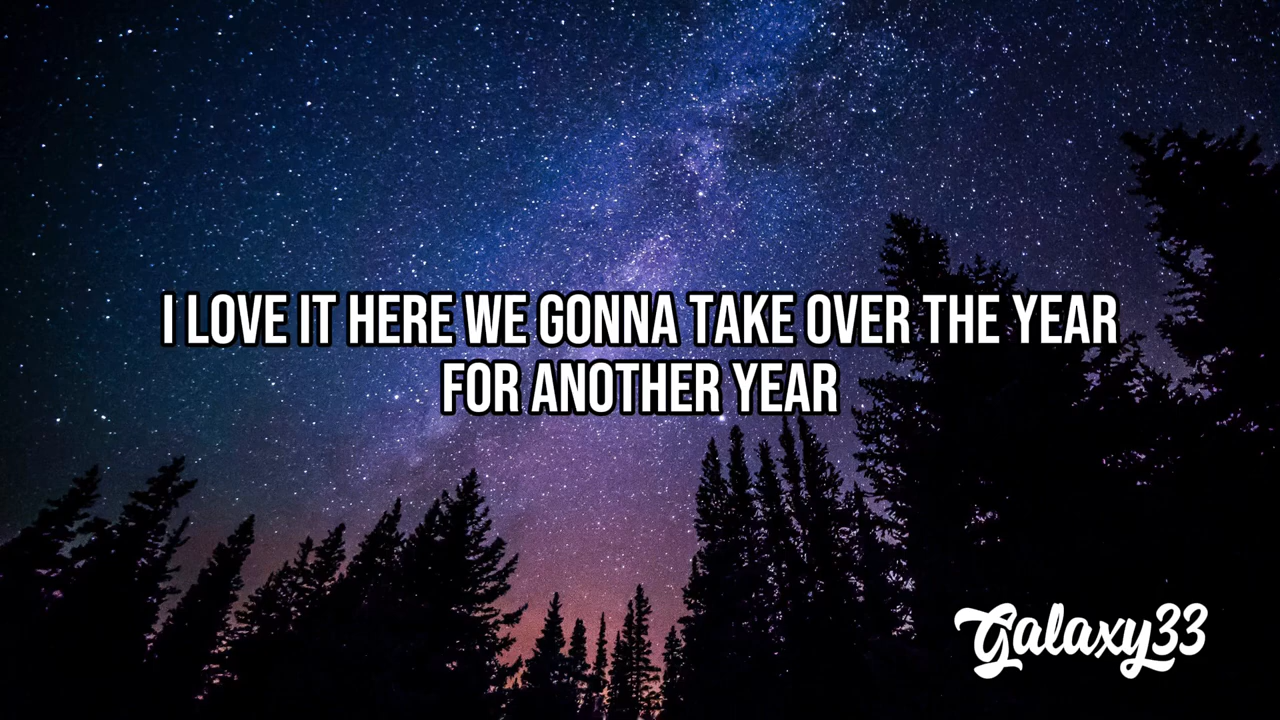 I LOVE IT HERE WE GONNA TAKE OVER THE YEAR
FOR ANOTHER YEAR
Galaxy33